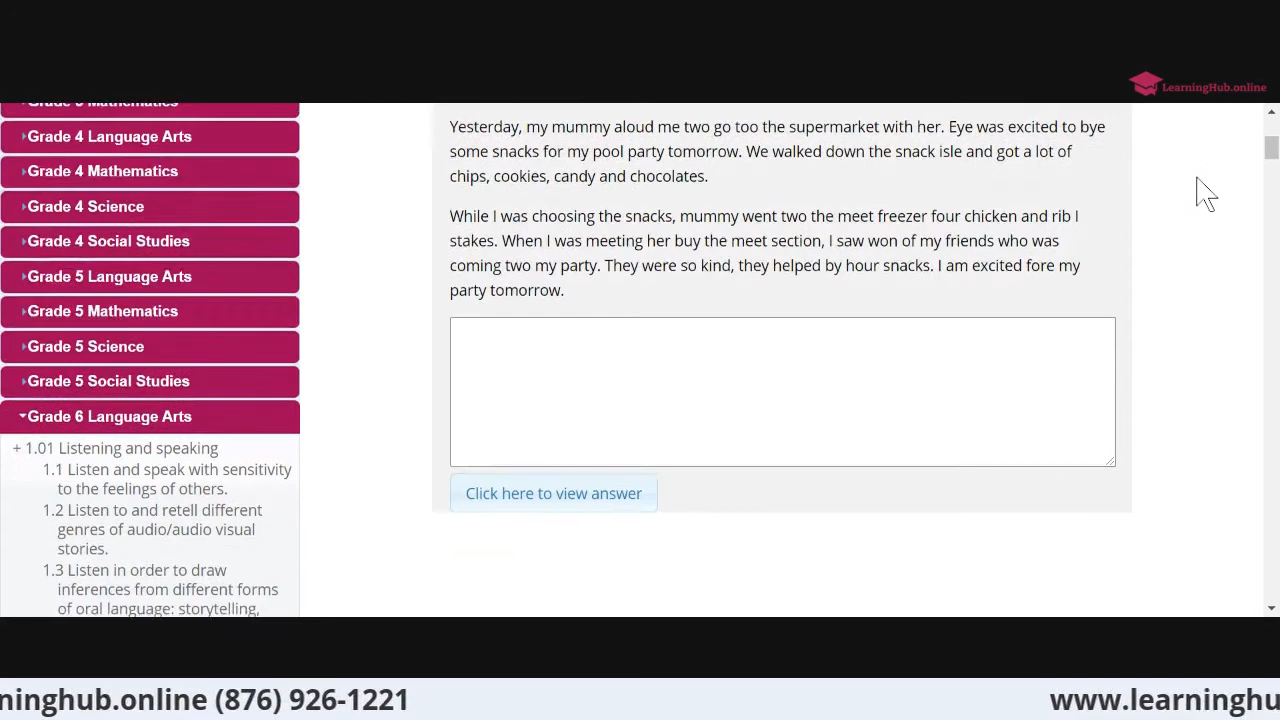 LearningHub.online
Grade 3 Mathematics
Grade 4 Language Arts
Grade 4 Mathematics
Grade 4 Science
Grade 4 Social Studies
Grade 5 Language Arts
Grade 5 Mathematics
Grade 5 Science
Grade 5 Social Studies
Grade 6 Language Arts
+ 1.01 Listening and speaking
1.1 Listen and speak with sensitivity
to the feelings of others.
1.2 Listen to and retell different
genres of audio/audio visual
stories.
1.3 Listen in order to draw
inferences from different forms
of oral language: storytelling,
Yesterday, my mummy aloud me two go too the supermarket with her. Eye was excited to bye
some snacks for my pool party tomorrow. We walked down the snack isle and got a lot of
chips, cookies, candy and chocolates.
While I was choosing the snacks, mummy went two the meet freezer four chicken and rib I
stakes. When I was meeting her buy the meet section, I saw won of my friends who was
coming two my party. They were so kind, they helped by hour snacks. I am excited fore my
party tomorrow.
Click here to view answer
ninghub.online (876) 926-1221
www.learninghu